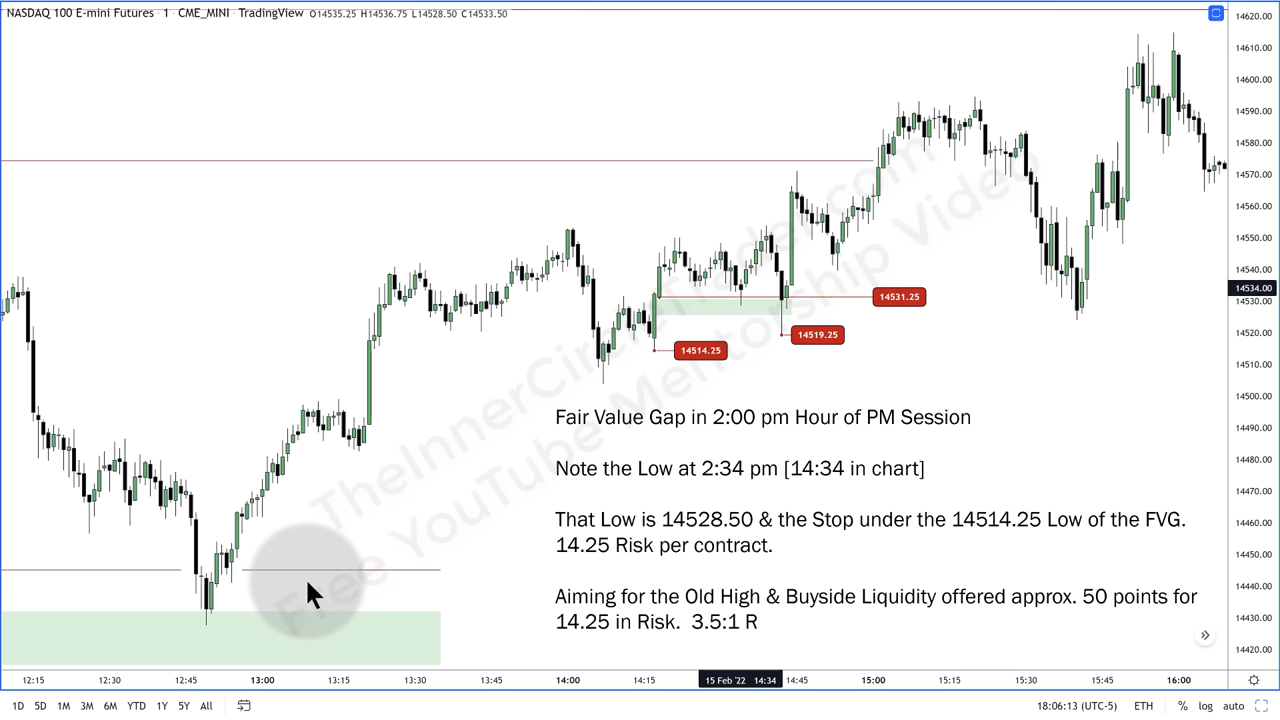 NASDAQ 100 E-mini Futures · 1 · CME_MINI · TradingView O14535.25 H14536.75 L14528.50 C14533.50
14620.00
14610.00
14600.00
14590.00
14580.00
14570.00
14560.00
14550.00
14540.00
14534.00
14530.00
14520.00
14510.00
14500.00
14490.00
14480.00
14470.00
14460.00
14450.00
14440.00
14430.00
14420.00
14531.25
14519.25
14514.25
TheInnerCircleTrader.com
Free YouTube Mentorship Video
Fair Value Gap in 2:00 pm Hour of PM Session
Note the Low at 2:34 pm [14:34 in chart]
That Low is 14528.50 & the Stop under the 14514.25 Low of the FVG.
14.25 Risk per contract.
Aiming for the Old High & Buyside Liquidity offered approx. 50 points for
14.25 in Risk. 3.5:1 R
12:15 12:30 12:45 13:00 13:15 13:30 13:45 14:00 14:15 15 Feb '22 14:34 14:45 15:00 15:15 15:30 15:45 16:00
1D 5D 1M 3M 6M YTD 1Y 5Y All 18:06:13 (UTC-5) ETH % log auto